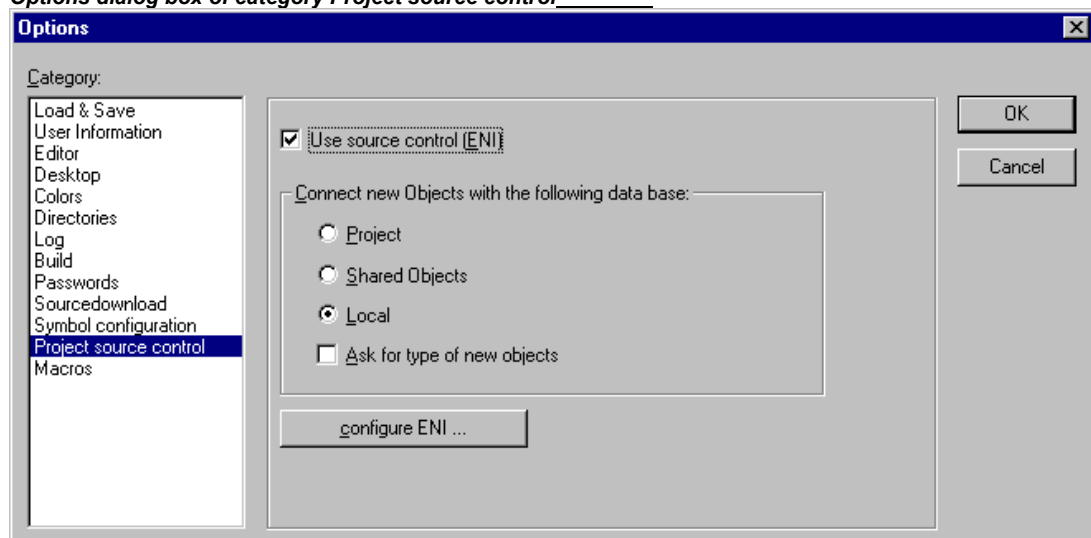 Options dialog box of category Project source control
Options
Category:
Load & Save
User Information
Editor
Desktop
Colors
Directories
Log
Build
Passwords
Sourcedownload
Symbol configuration
Project source control
Macros
Use source control (ENI)
Connect new Objects with the following data base:
Project
Shared Objects
Local
Ask for type of new objects
configure ENI ...
OK
Cancel